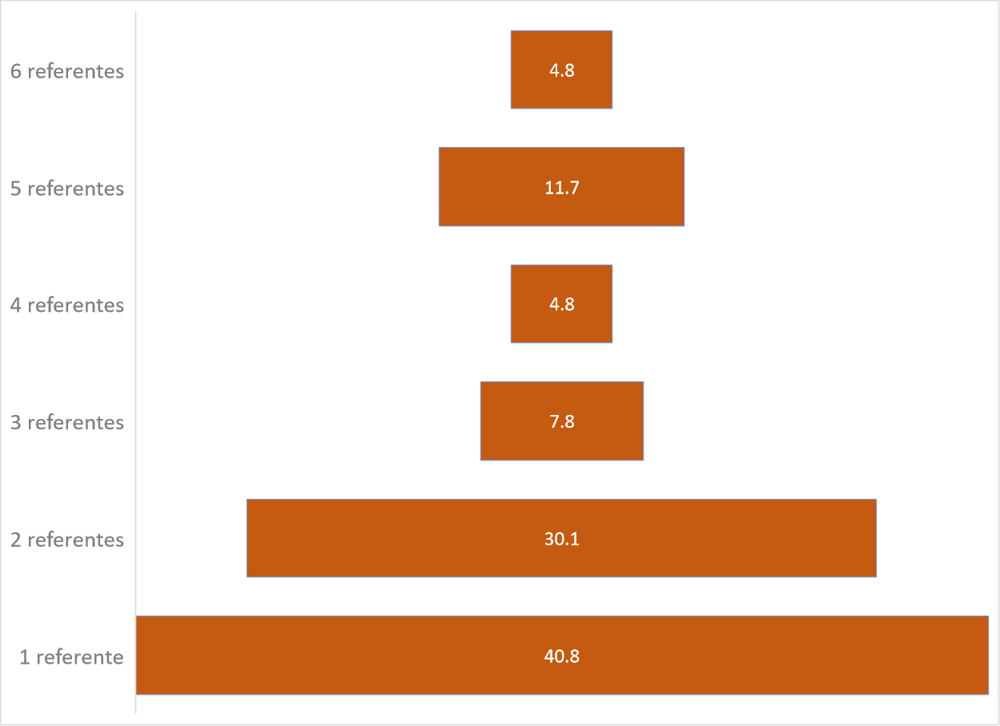 6 referentes 4.8
5 referentes 11.7
4 referentes 4.8
3 referentes 7.8
2 referentes 30.1
1 referente 40.8